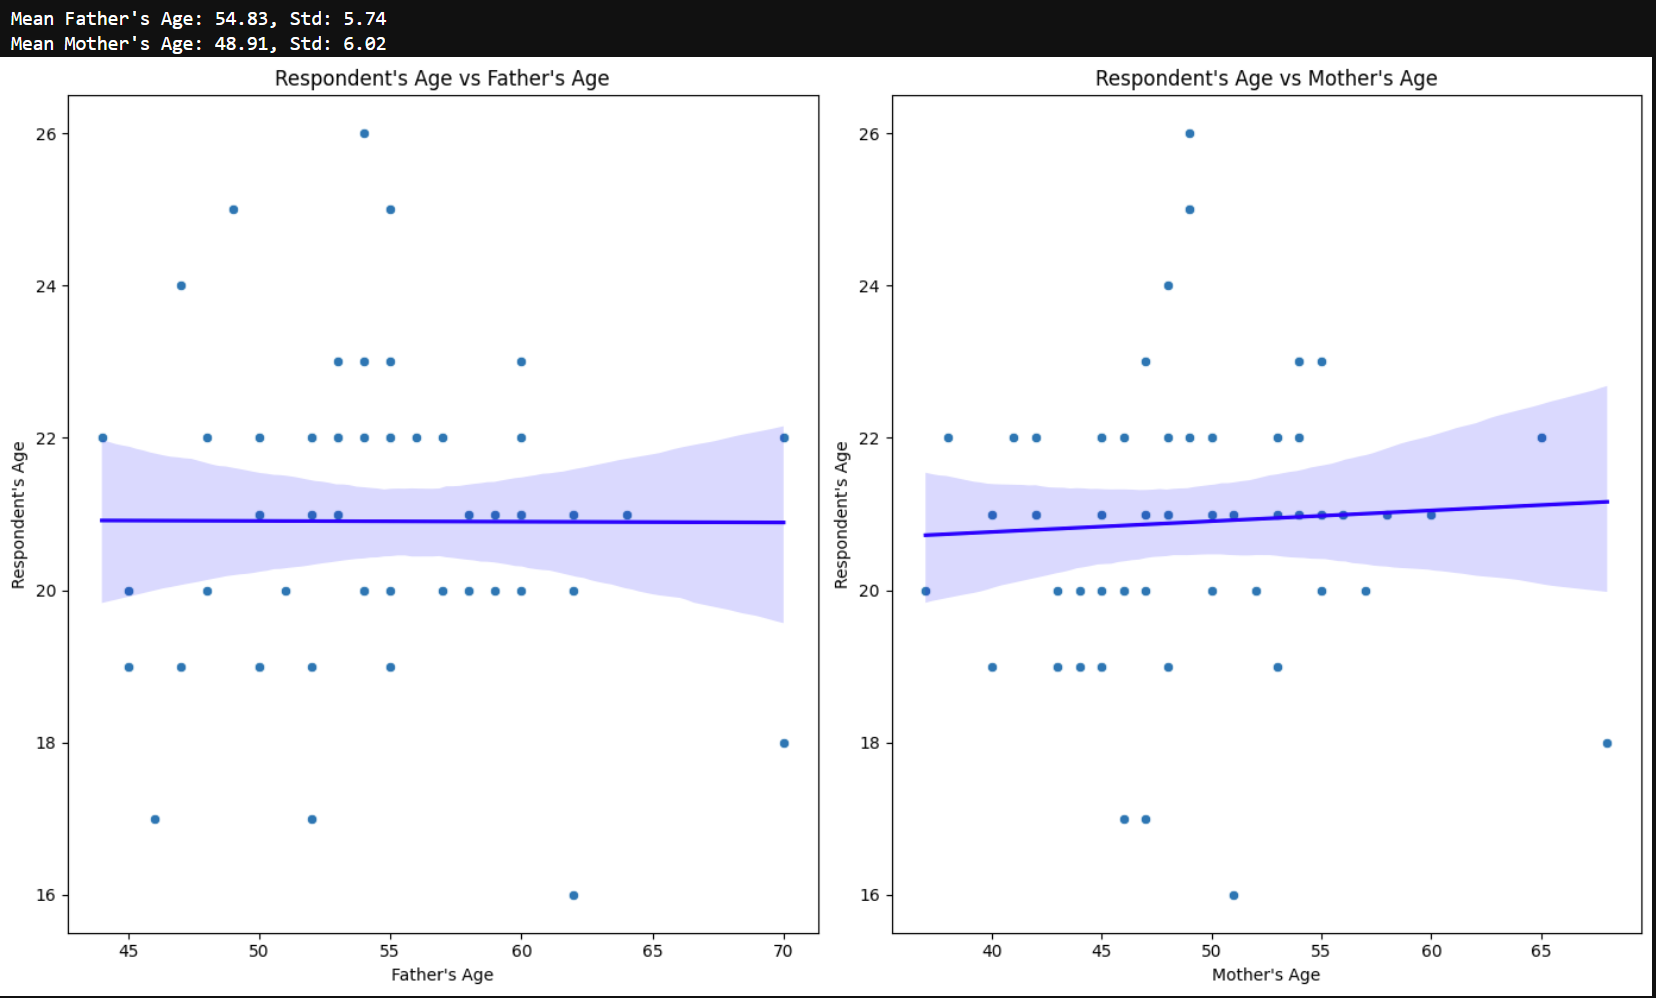 Mean Father's Age: 54.83, Std: 5.74
Mean Mother's Age: 48.91, Std: 6.02
Respondent's Age vs Father's Age
26
24
22
20
18
16
Respondent's Age
45 50 55 60 65 70
Father's Age
Respondent's Age vs Mother's Age
26
24
22
20
18
16
Respondent's Age
40 45 50 55 60 65
Mother's Age